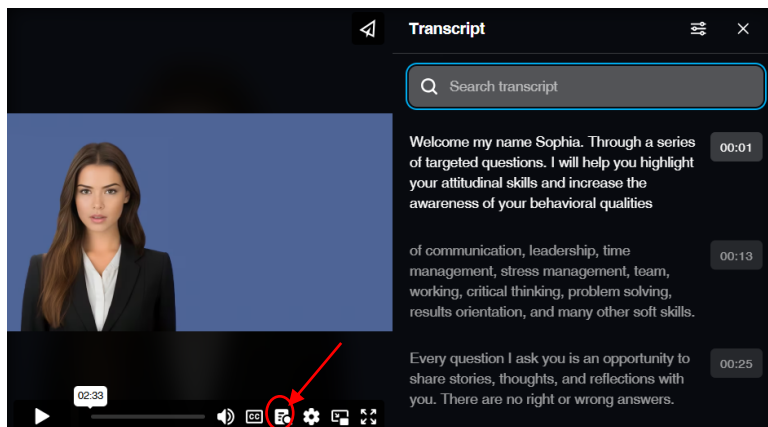 Transcript
Search transcript
Welcome my name Sophia. Through a series
00:01
of targeted questions. I will help you highlight
your attitudinal skills and increase the
awareness of your behavioral qualities
of communication, leadership, time
00:13
management, stress management, team,
working, critical thinking, problem solving,
results orientation, and many other soft skills.
Every question I ask you is an opportunity to
00:25
share stories, thoughts, and reflections with
you. There are no right or wrong answers.
02:33
CC